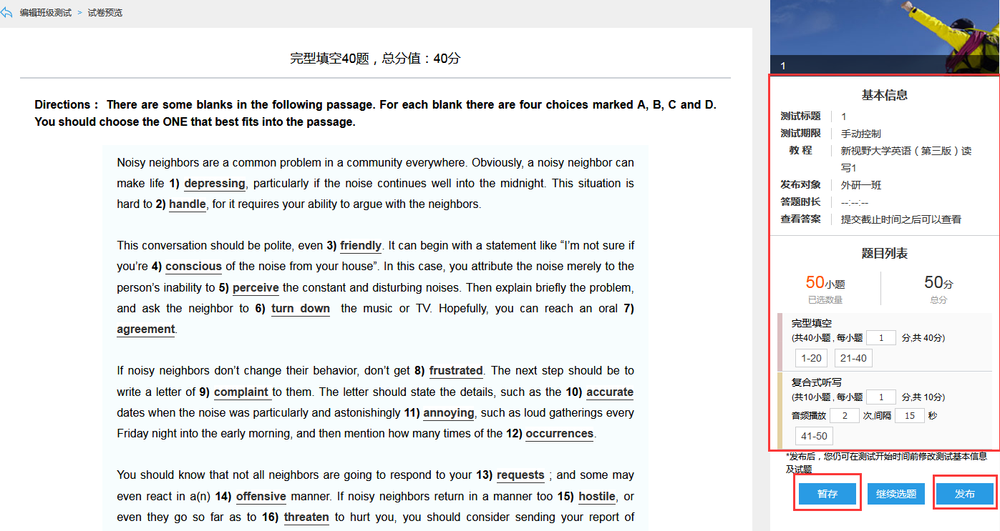 编辑班级测试 > 试卷预览
完型填空40题，总分值：40分
Directions： There are some blanks in the following passage. For each blank there are four choices marked A, B, C and D.
You should choose the ONE that best fits into the passage.
Noisy neighbors are a common problem in a community everywhere. Obviously, a noisy neighbor can
make life 1) depressing, particularly if the noise continues well into the midnight. This situation is
hard to 2) handle, for it requires your ability to argue with the neighbors.
This conversation should be polite, even 3) friendly. It can begin with a statement like “I’m not sure if
you’re 4) conscious of the noise from your house”. In this case, you attribute the noise merely to the
person’s inability to 5) perceive the constant and disturbing noises. Then explain briefly the problem,
and ask the neighbor to 6) turn down the music or TV. Hopefully, you can reach an oral 7)
agreement.
If noisy neighbors don’t change their behavior, don’t get 8) frustrated. The next step should be to
write a letter of 9) complaint to them. The letter should state the details, such as the 10) accurate
dates when the noise was particularly and astonishingly 11) annoying, such as loud gatherings every
Friday night into the early morning, and then mention how many times of the 12) occurrences.
You should know that not all neighbors are going to respond to your 13) requests ; and some may
even react in a(n) 14) offensive manner. If noisy neighbors return in a manner too 15) hostile, or
even they go so far as to 16) threaten to hurt you, you should consider sending your report of
1
基本信息
测试标题 1
测试期限 手动控制
教 程 新视野大学英语（第三版）读
写1
发布对象 外研一班
答题时长 --:--:--
查看答案 提交截止时间之后可以查看
题目列表
50小题 50分
已选数量 总分
完型填空
(共40小题 , 每小题 1 分,共 40分)
1-20 21-40
复合式听写
(共10小题 , 每小题 1 分,共 10分)
音频播放 2 次,间隔 15 秒
41-50
*发布后，您仍可在测试开始时间前修改测试基本信息
及试题
暂存 继续选题 发布